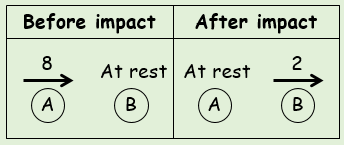 Before impact
After impact
8
At rest
At rest
2
A
B
A
B